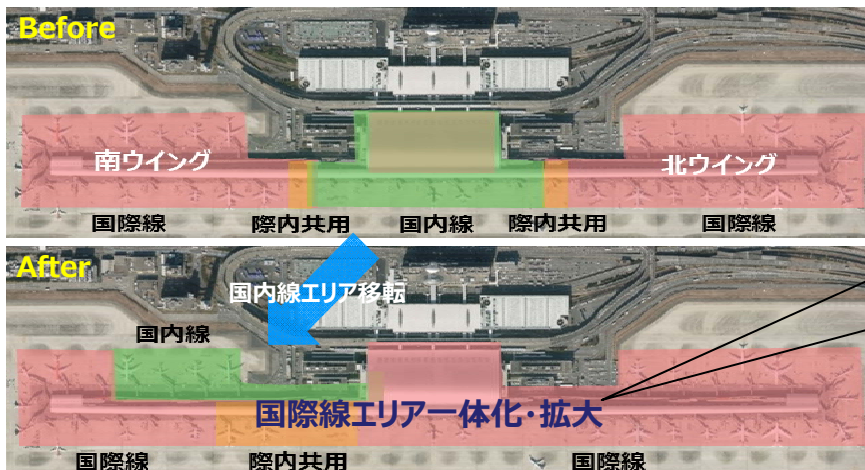 Before
南ウイング
北ウイング
国際線 際内共用 国内線 際内共用 国際線
After
国内線エリア移転
国内線
国際線エリア一体化・拡大
国際線 際内共用 国際線